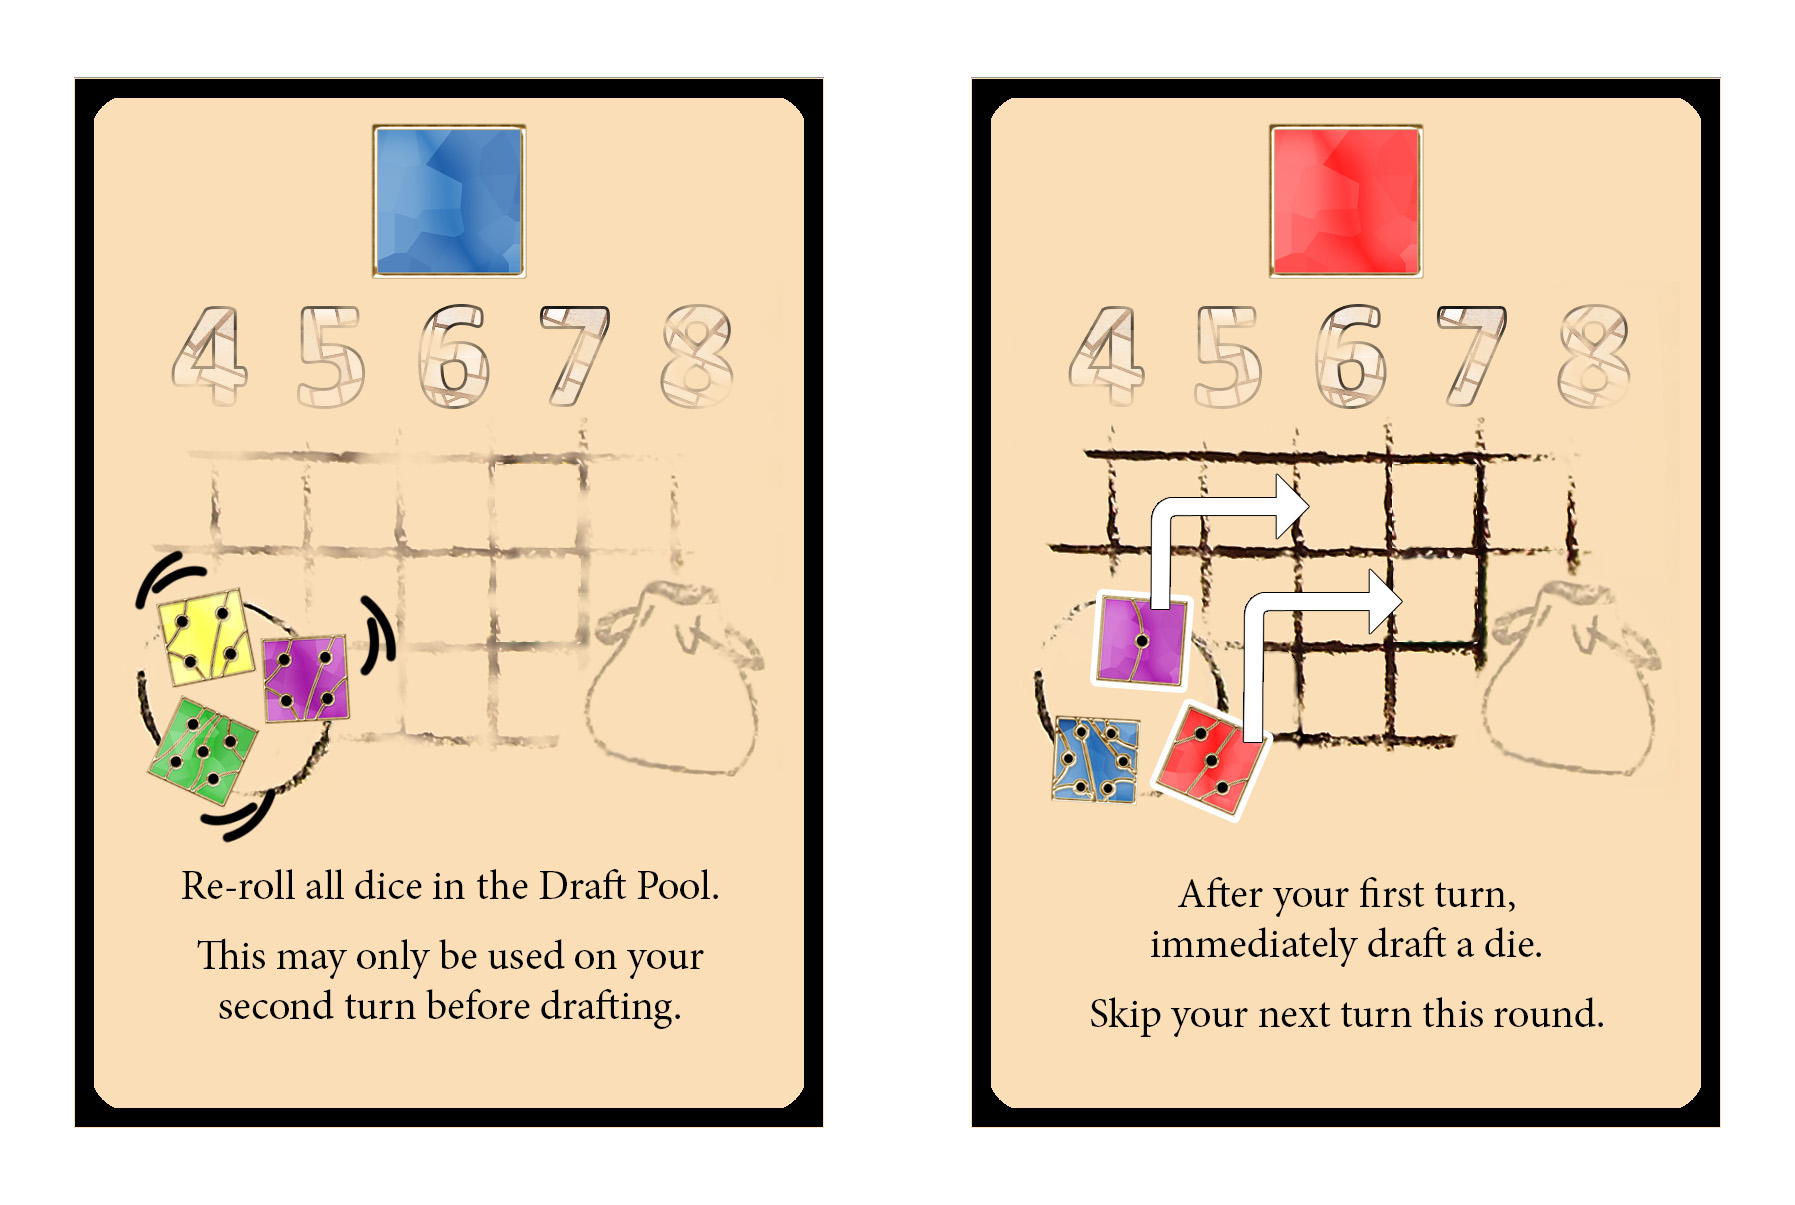 4 5 6 7 8
Re-roll all dice in the Draft Pool.
This may only be used on your
second turn before drafting.
4 5 6 7 8
After your first turn,
immediately draft a die.
Skip your next turn this round.